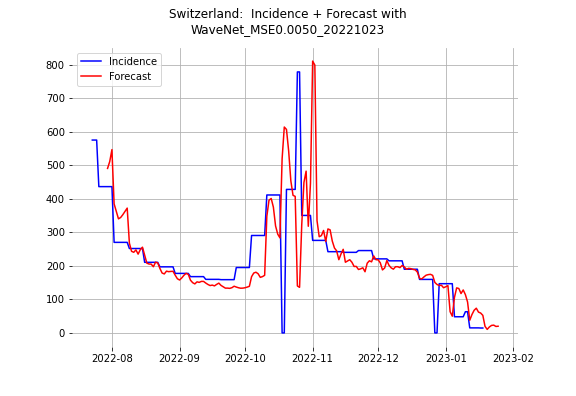 Switzerland:  Incidence + Forecast with
WaveNet_MSE0.0050_20221023
Incidence
Forecast
800
700
600
500
400
300
200
100
0
2022-08 2022-09 2022-10 2022-11 2022-12 2023-01 2023-02